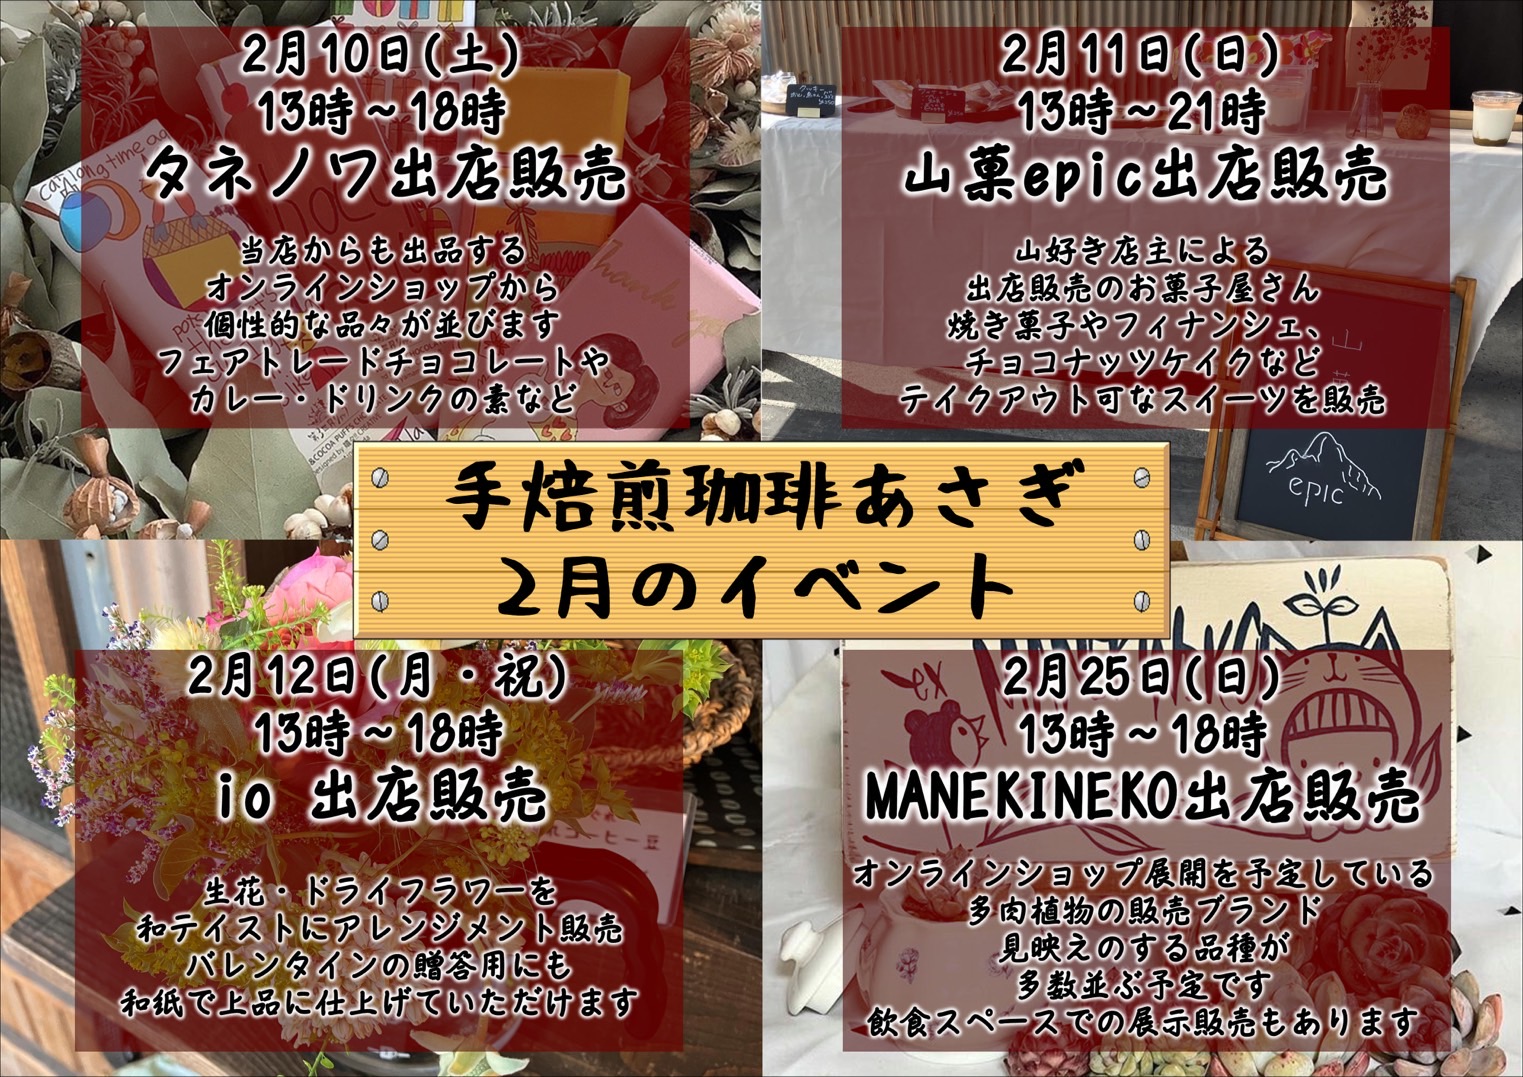 2月10日(土)
13時～18時
タネノワ出店販売
当店からも出品する
オンラインショップから
個性的な品々が並びます
フェアトレードチョコレートや
カレー・ドリンクの素など
2月11日(日)
13時～21時
山菓epic出店販売
山好き店主による
出店販売のお菓子屋さん
焼き菓子やフィナンシェ、
チョコナッツケイクなど
テイクアウト可なスイーツを販売
epic
手焙煎珈琲あさぎ
2月のイベント
2月12日(月・祝)
13時～18時
io 出店販売
生花・ドライフラワーを
和テイストにアレンジメント販売
バレンタインの贈答用にも
和紙で上品に仕上げていただけます
2月25日(日)
13時～18時
MANEKINEKO出店販売
オンラインショップ展開を予定している
多肉植物の販売ブランド
見映えのする品種が
多数並ぶ予定です
飲食スペースでの展示販売もあります